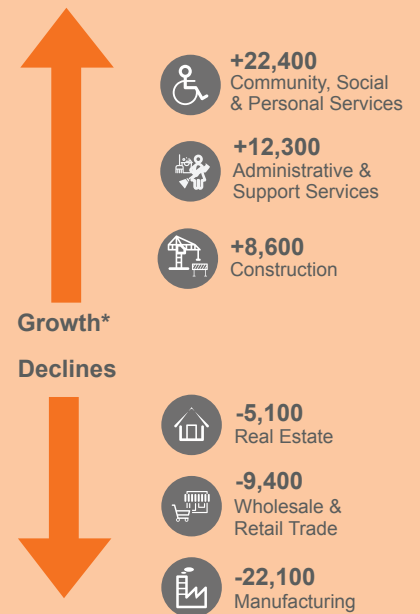 +22,400
Community, Social
& Personal Services
+12,300
Administrative &
Support Services
+8,600
Construction
Growth*
Declines
-5,100
Real Estate
-9,400
Wholesale &
Retail Trade
-22,100
Manufacturing